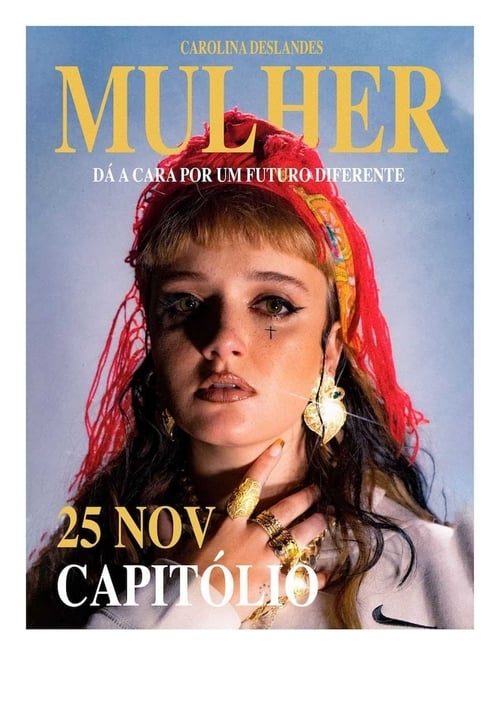 CAROLINA DESLANDES
MULHER
DÁ A CARA POR UM FUTURO DIFERENTE
25 NOV
CAPITÓLIO